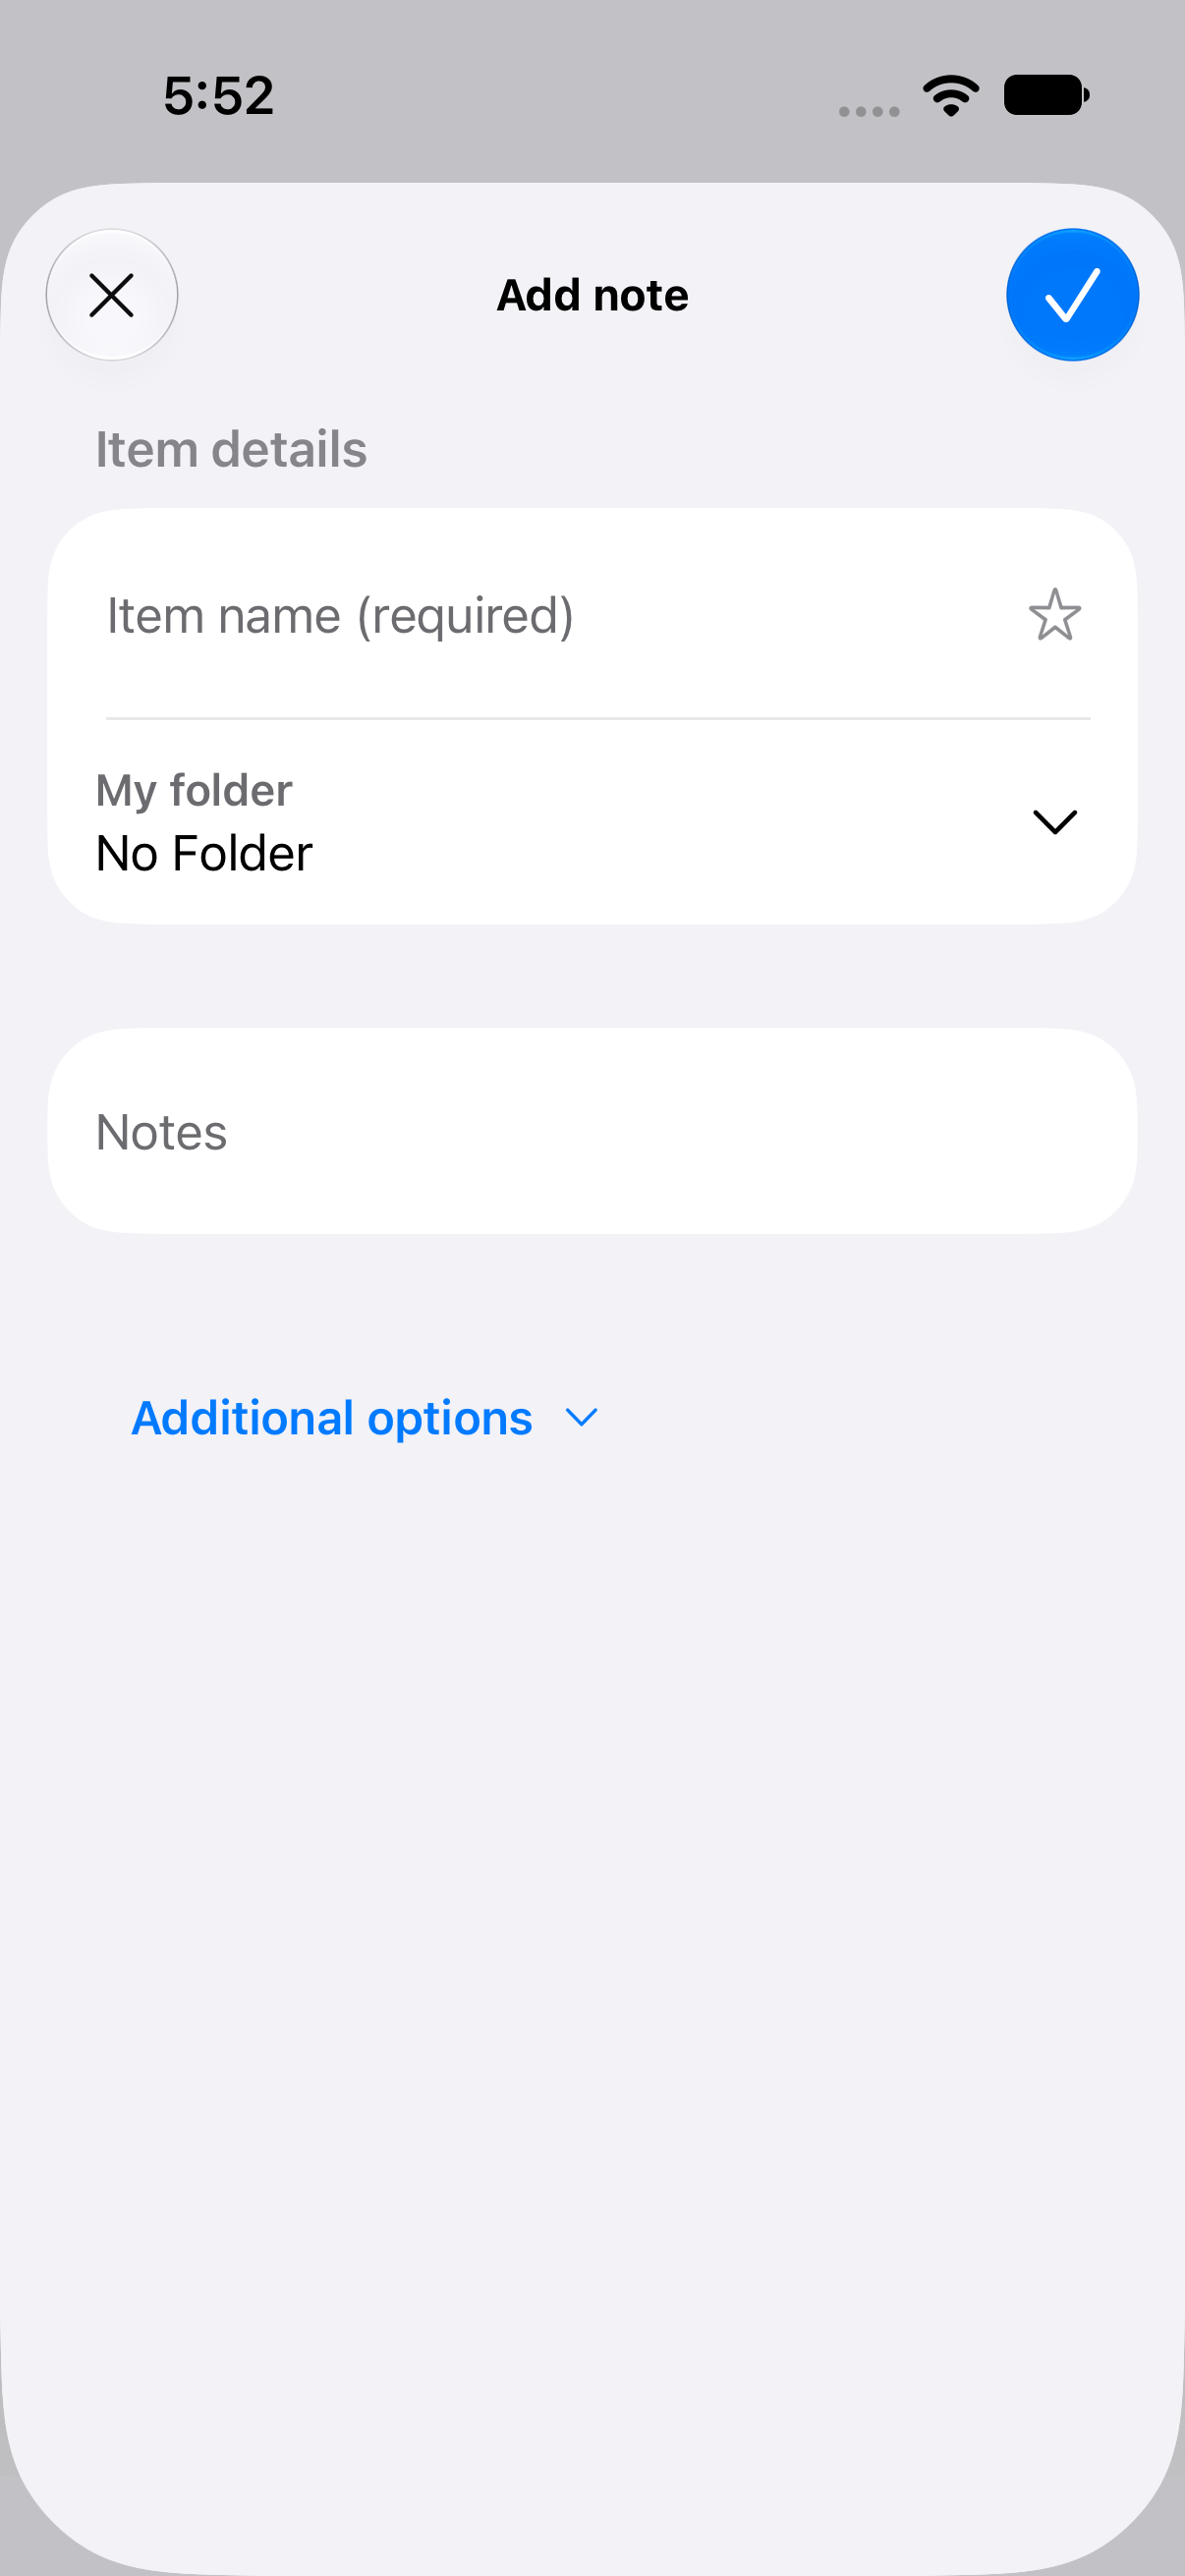 5:52
Add note
Item details
Item name (required)
My folder
No Folder
Notes
Additional options